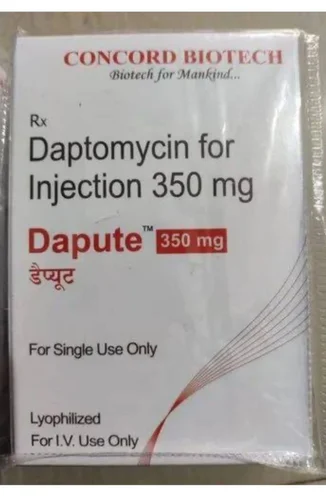 CONCORD BIOTECH
Biotech for Mankind...
Rx
Daptomycin for
Injection 350 mg
Dapute™ 350 mg
डैप्यूट
For Single Use Only
Lyophilized
For I.V. Use Only